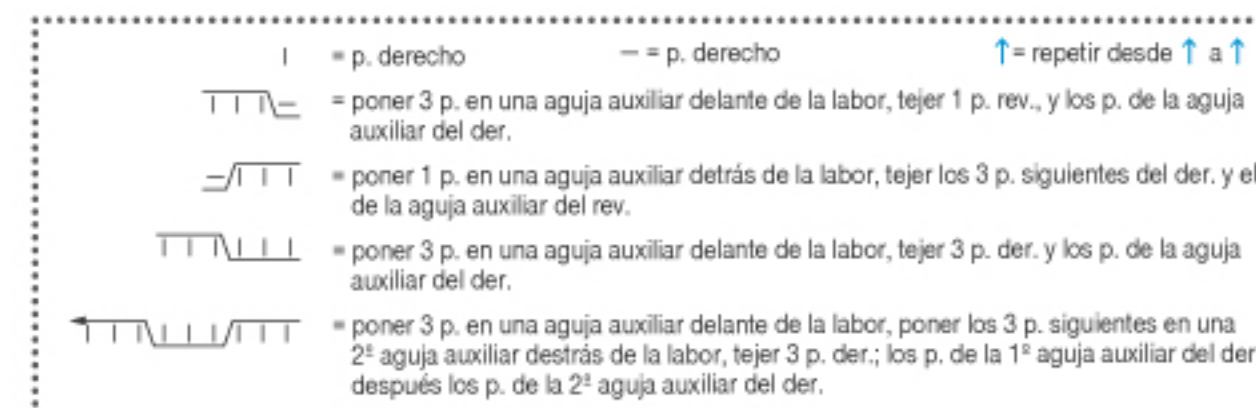 I = p. derecho — = p. derecho ↑ = repetir desde ↑ a ↑
= poner 3 p. en una aguja auxiliar delante de la labor, tejer 1 p. rev., y los p. de la aguja
auxiliar del der.
= poner 1 p. en una aguja auxiliar detrás de la labor, tejer los 3 p. siguientes del der. y el
de la aguja auxiliar del rev.
= poner 3 p. en una aguja auxiliar delante de la labor, tejer 3 p. der. y los p. de la aguja
auxiliar del der.
= poner 3 p. en una aguja auxiliar delante de la labor, poner los 3 p. siguientes en una
2ª aguja auxiliar destrás de la labor, tejer 3 p. der.; los p. de la 1ª aguja auxiliar del der
después los p. de la 2ª aguja auxiliar del der.